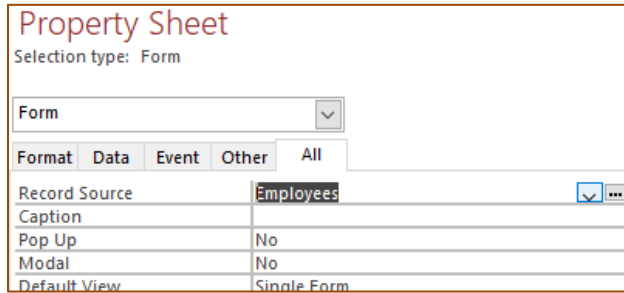 Property Sheet
Selection type: Form
Form
Format Data Event Other All
Record Source Employees
Caption
Pop Up No
Modal No
Default View Single Form